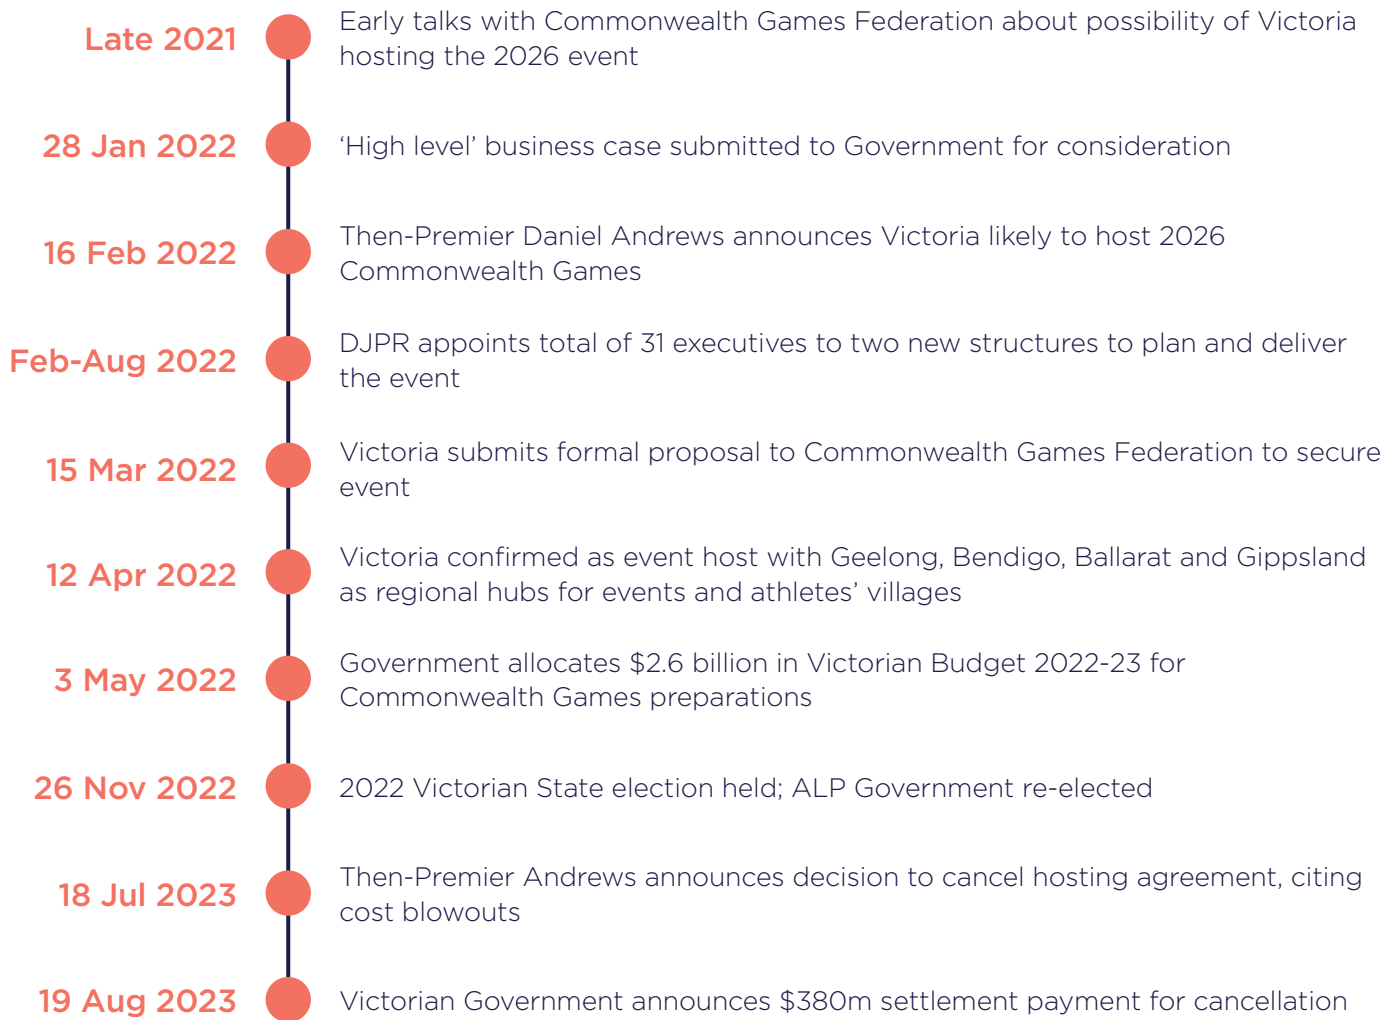 Late 2021
Early talks with Commonwealth Games Federation about possibility of Victoria
hosting the 2026 event
28 Jan 2022
‘High level’ business case submitted to Government for consideration
16 Feb 2022
Then-Premier Daniel Andrews announces Victoria likely to host 2026
Commonwealth Games
Feb-Aug 2022
DJPR appoints total of 31 executives to two new structures to plan and deliver
the event
15 Mar 2022
Victoria submits formal proposal to Commonwealth Games Federation to secure
event
12 Apr 2022
Victoria confirmed as event host with Geelong, Bendigo, Ballarat and Gippsland
as regional hubs for events and athletes’ villages
3 May 2022
Government allocates $2.6 billion in Victorian Budget 2022-23 for
Commonwealth Games preparations
26 Nov 2022
2022 Victorian State election held; ALP Government re-elected
18 Jul 2023
Then-Premier Andrews announces decision to cancel hosting agreement, citing
cost blowouts
19 Aug 2023
Victorian Government announces $380m settlement payment for cancellation